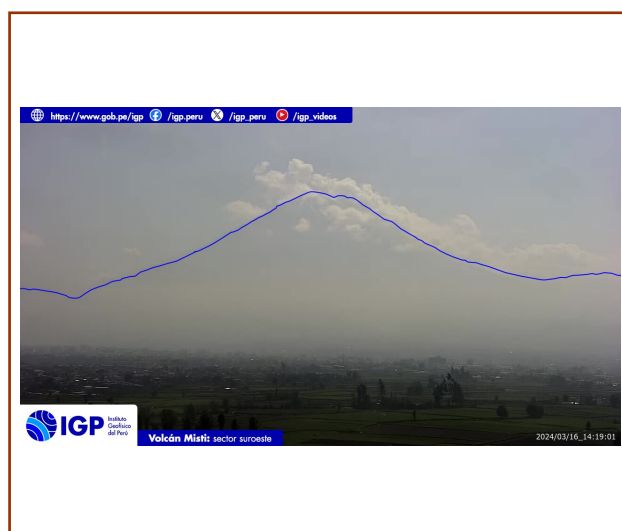 https://www.gob.pe/igp /igp.peru /igp_peru /igp_videos
IGP Instituto
Geofísico
del Perú
Volcán Misti: sector suroeste
2024/03/16_14:19:01